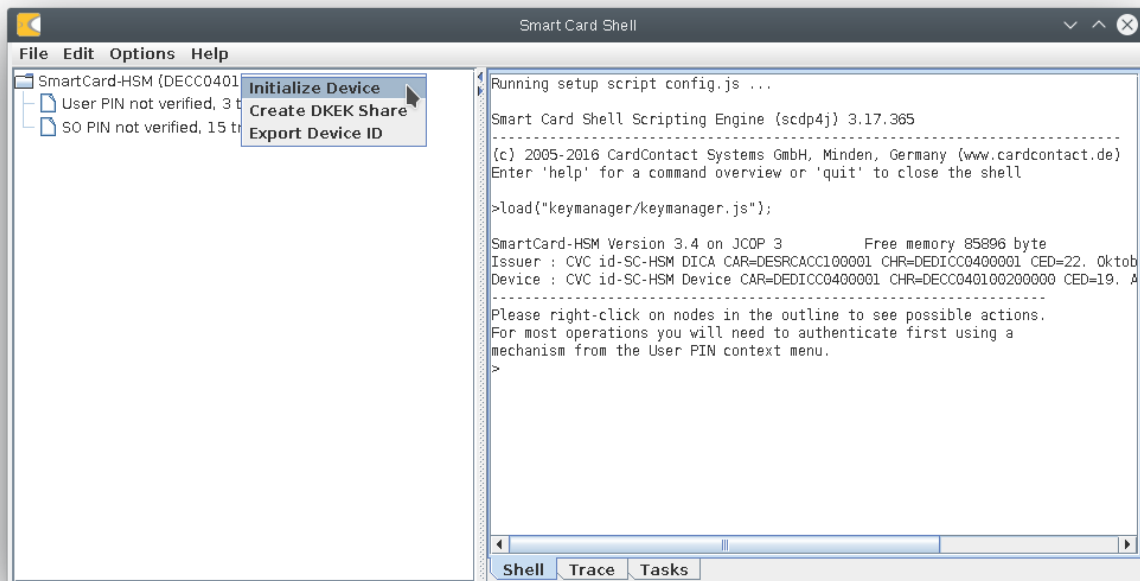 Smart Card Shell
File Edit Options Help
SmartCard-HSM (DECC0401
User PIN not verified, 3 t
SO PIN not verified, 15 tr
Initialize Device
Create DKEK Share
Export Device ID
Running setup script config.js ...
Smart Card Shell Scripting Engine (scdp4j) 3.17.365
-----------------------------------------------------------------------
(c) 2005-2016 CardContact Systems GmbH, Minden, Germany (www.cardcontact.de)
Enter 'help' for a command overview or 'quit' to close the shell
>load("keymanager/keymanager.js");
SmartCard-HSM Version 3.4 on JCOP 3 Free memory 85896 byte
Issuer : CVC id-SC-HSM DICA CAR=DESRCACC100001 CHR=DEDICC0400001 CED=22. Oktob
Device : CVC id-SC-HSM Device CAR=DEDICC0400001 CHR=DECC040100200000 CED=19. A
---------------------------------------------------------------
Please right-click on nodes in the outline to see possible actions.
For most operations you will need to authenticate first using a
mechanism from the User PIN context menu.
>
Shell Trace Tasks